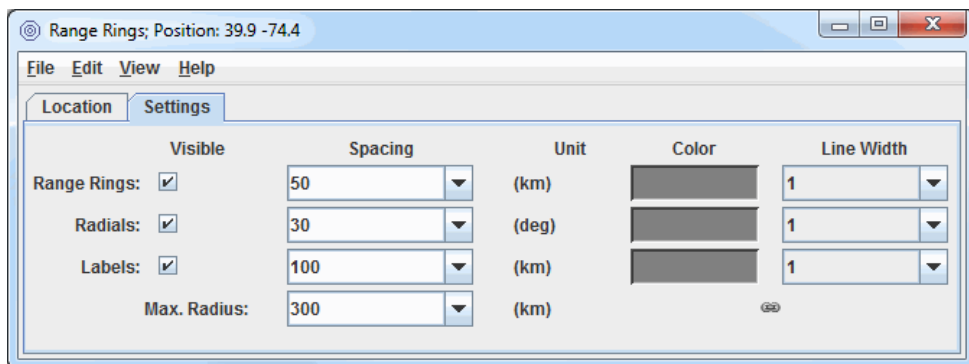 Range Rings; Position: 39.9 -74.4
File Edit View Help
Location Settings
Visible Spacing Unit Color Line Width
Range Rings: 50 (km) 1
Radials: 30 (deg) 1
Labels: 100 (km) 1
Max. Radius: 300 (km)